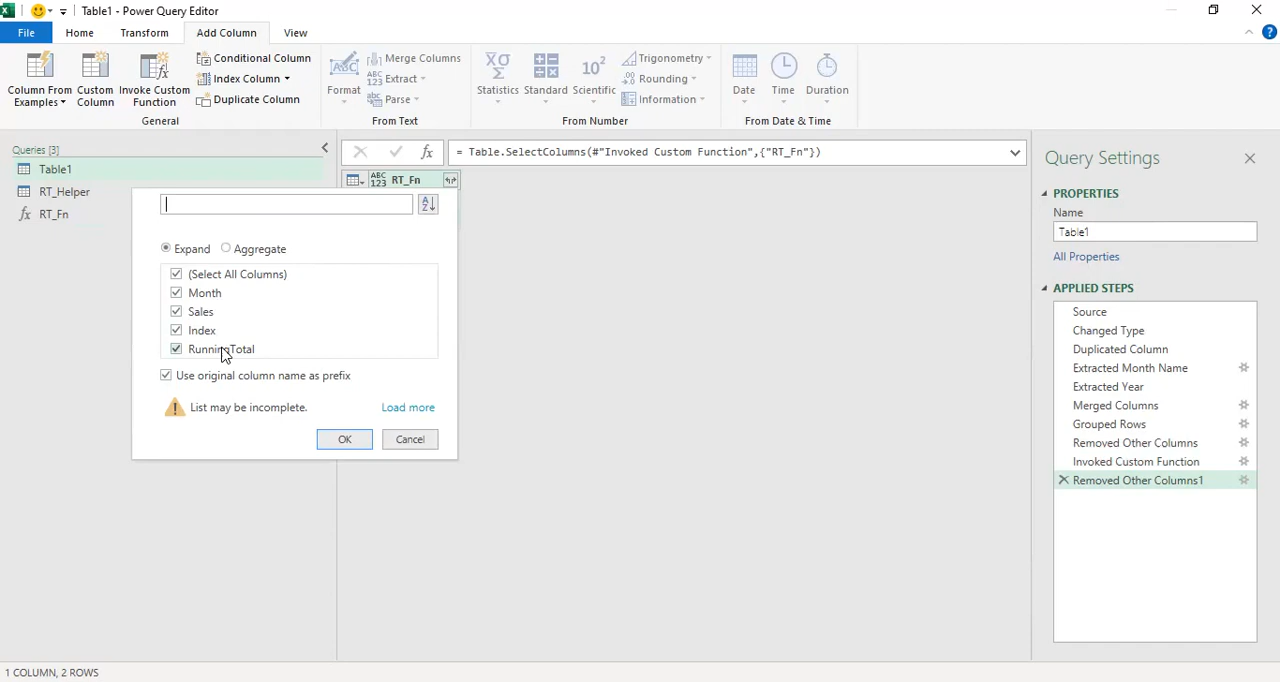 Table1 - Power Query Editor
File Home Transform Add Column View
Column From Examples
Custom Column
Invoke Custom Function
Conditional Column
Index Column
Duplicate Column
General
Format
Merge Columns
Extract
Parse
From Text
Statistics
Standard
Scientific
Trigonometry
Rounding
Information
From Number
Date
Time
Duration
From Date & Time
Queries [3]
Table1
RT_Helper
fx RT_Fn
fx
= Table.SelectColumns(#"Invoked Custom Function",{"RT_Fn"})
ABC 123 RT_Fn
Expand
Aggregate
(Select All Columns)
Month
Sales
Index
RunningTotal
Use original column name as prefix
List may be incomplete.
Load more
OK
Cancel
Query Settings
PROPERTIES
Name
Table1
All Properties
APPLIED STEPS
Source
Changed Type
Duplicated Column
Extracted Month Name
Extracted Year
Merged Columns
Grouped Rows
Removed Other Columns
Invoked Custom Function
Removed Other Columns1
1 COLUMN, 2 ROWS